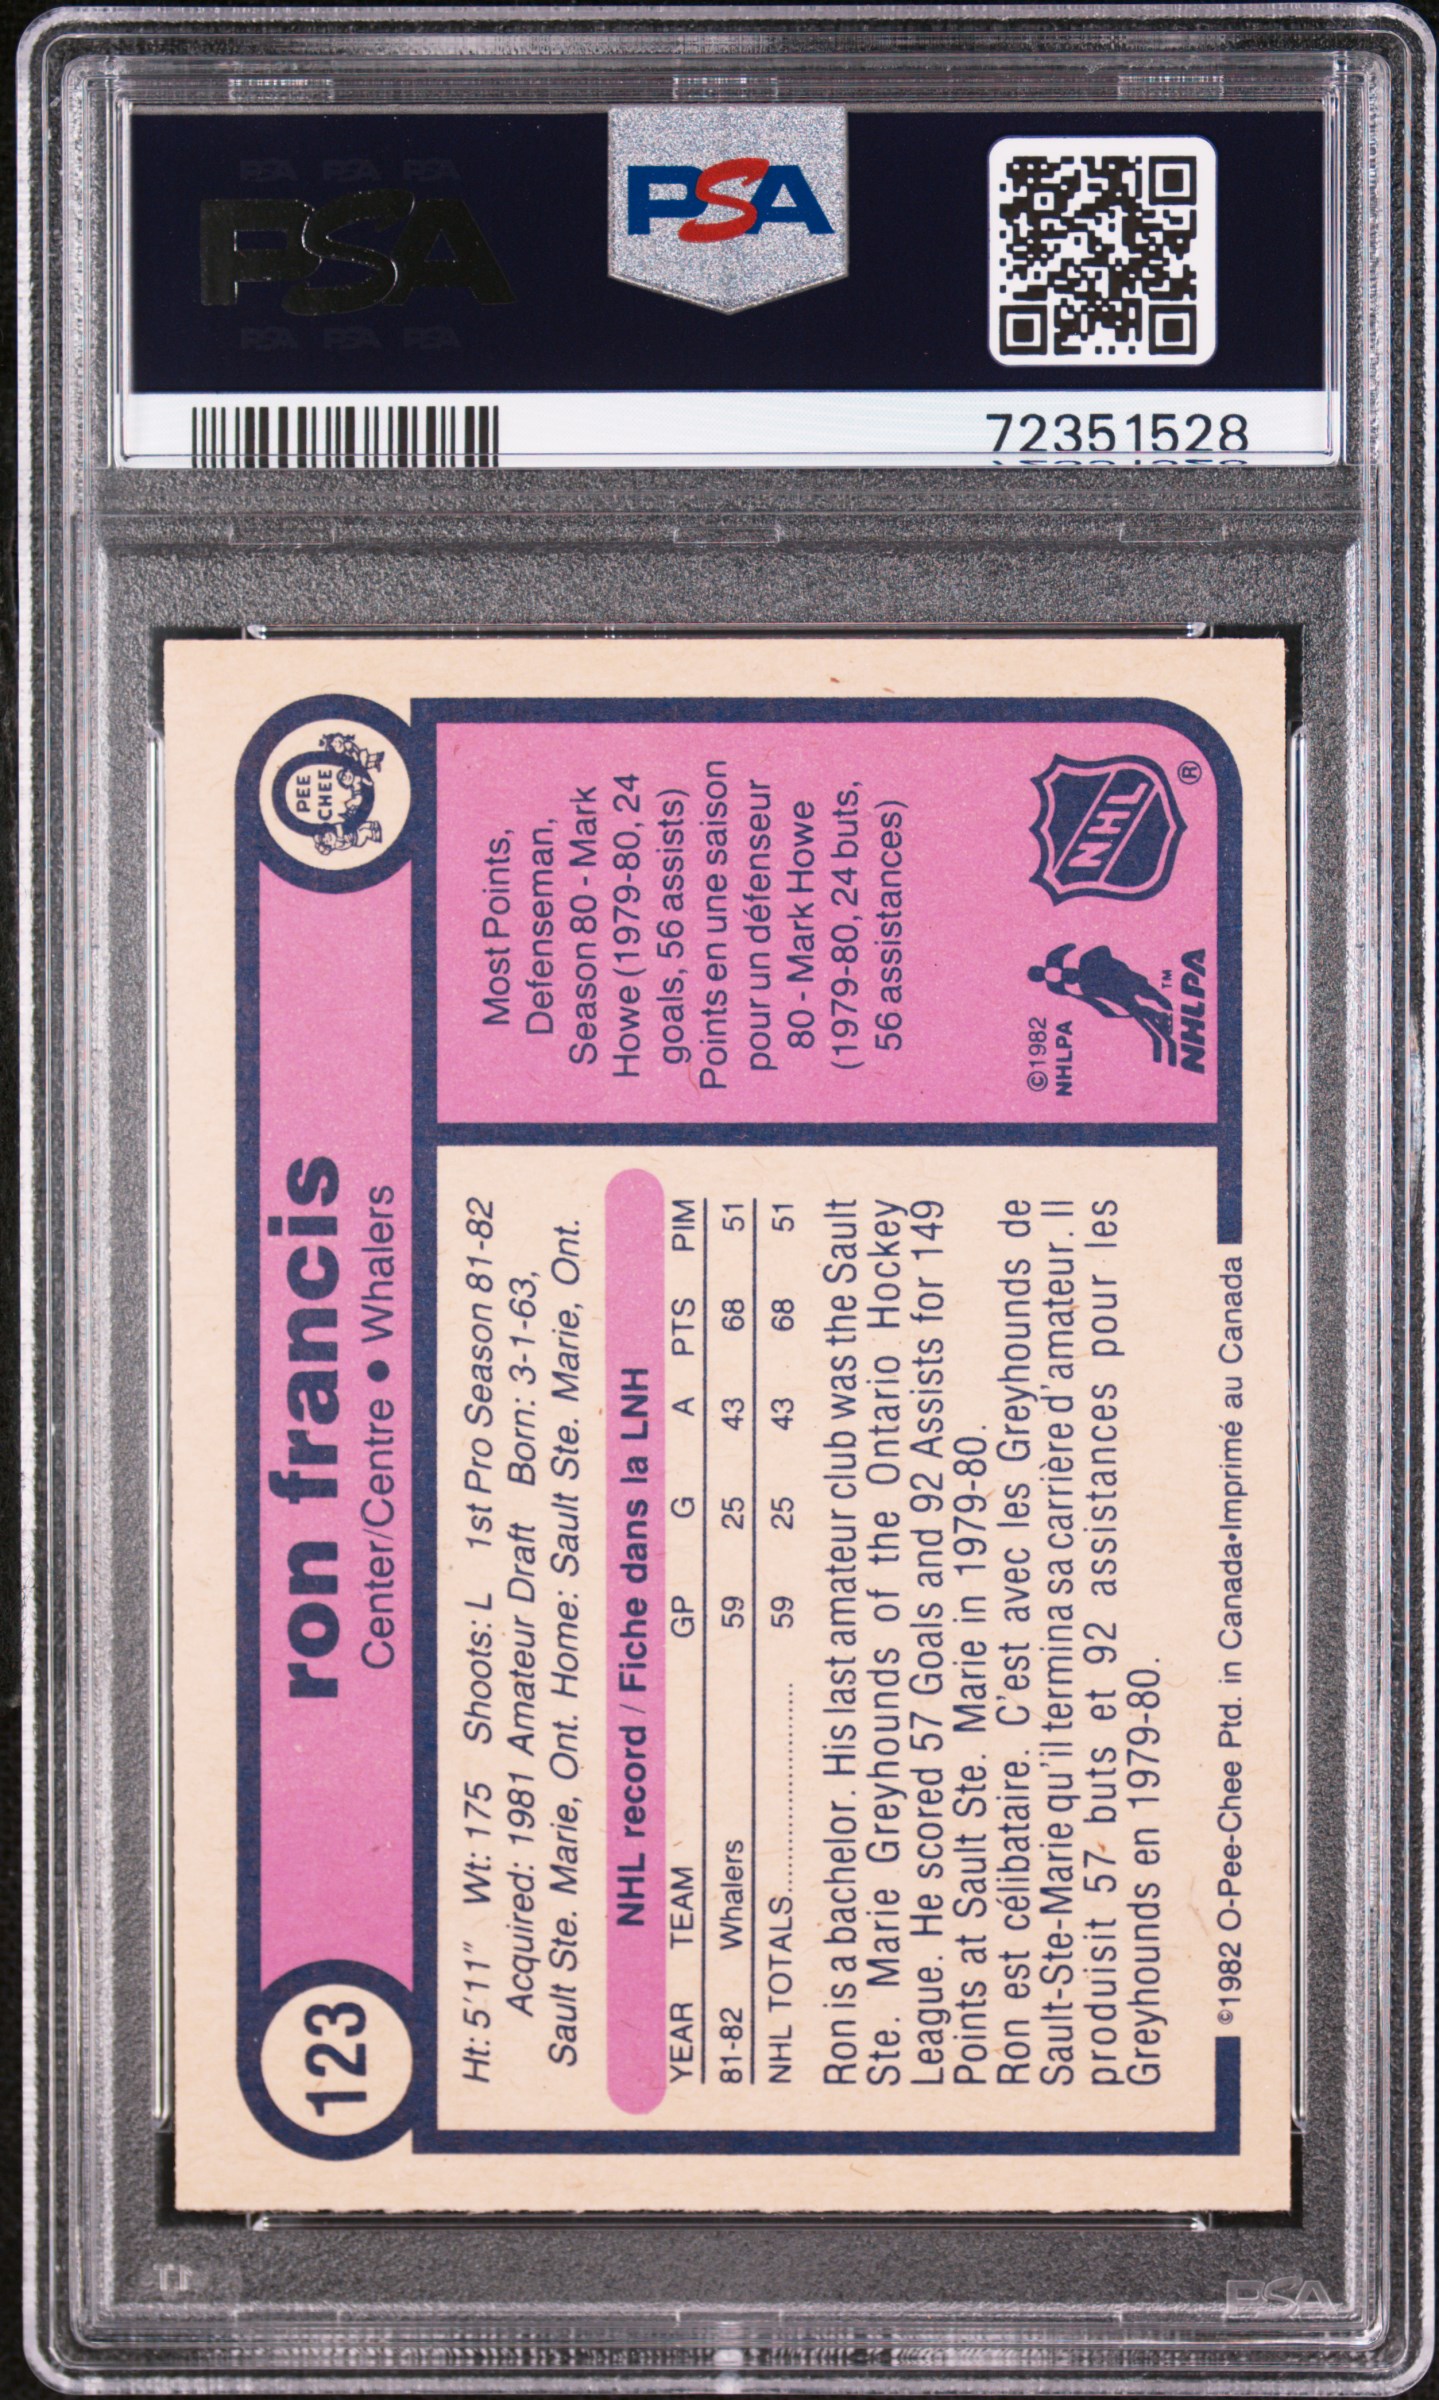 PSA PSA PSA
PSA
PSA PSA PSA
PSA
72351528
123
ron francis
Center/Centre • Whalers
PEE
CHEE
Ht: 5'11" Wt: 175 Shoots: L 1st Pro Season 81-82
Acquired: 1981 Amateur Draft Born: 3-1-63,
Sault Ste. Marie, Ont. Home: Sault Ste. Marie, Ont.
NHL record / Fiche dans la LNH
YEAR TEAM GP G A PTS PIM
81-82 Whalers 59 25 43 68 51
NHL TOTALS.................... 59 25 43 68 51
Ron is a bachelor. His last amateur club was the Sault
Ste. Marie Greyhounds of the Ontario Hockey
League. He scored 57 Goals and 92 Assists for 149
Points at Sault Ste. Marie in 1979-80.
Ron est célibataire. C'est avec les Greyhounds de
Sault-Ste-Marie qu'il termina sa carrière d'amateur. Il
produisit 57 buts et 92 assistances pour les
Greyhounds en 1979-80.
©1982 O-Pee-Chee Ptd. in Canada•Imprimé au Canada
Most Points,
Defenseman,
Season 80 - Mark
Howe (1979-80, 24
goals, 56 assists)
Points en une saison
pour un défenseur
80 - Mark Howe
(1979-80, 24 buts,
56 assistances)
©1982
NHLPA
TM
NHLPA
NHL
®
PSA